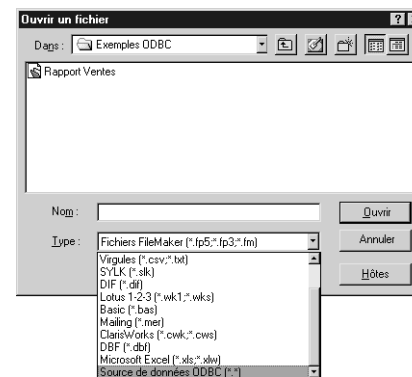 Ouvrir un fichier
Dans : Exemples ODBC
Rapport Ventes
Nom :
Ouvrir
Type : Fichiers FileMaker (*.fp5;*.fp3;*.fm)
Annuler
Virgules (*.csv;*.txt)
SYLK (*.slk)
DIF (*.dif)
Hôtes
Lotus 1-2-3 (*.wk1;*.wks)
Basic (*.bas)
Mailing (*.mer)
ClarisWorks (*.cwk;*.cws)
DBF (*.dbf)
Microsoft Excel (*.xls;*.xlw)
Source de données ODBC (*.*)